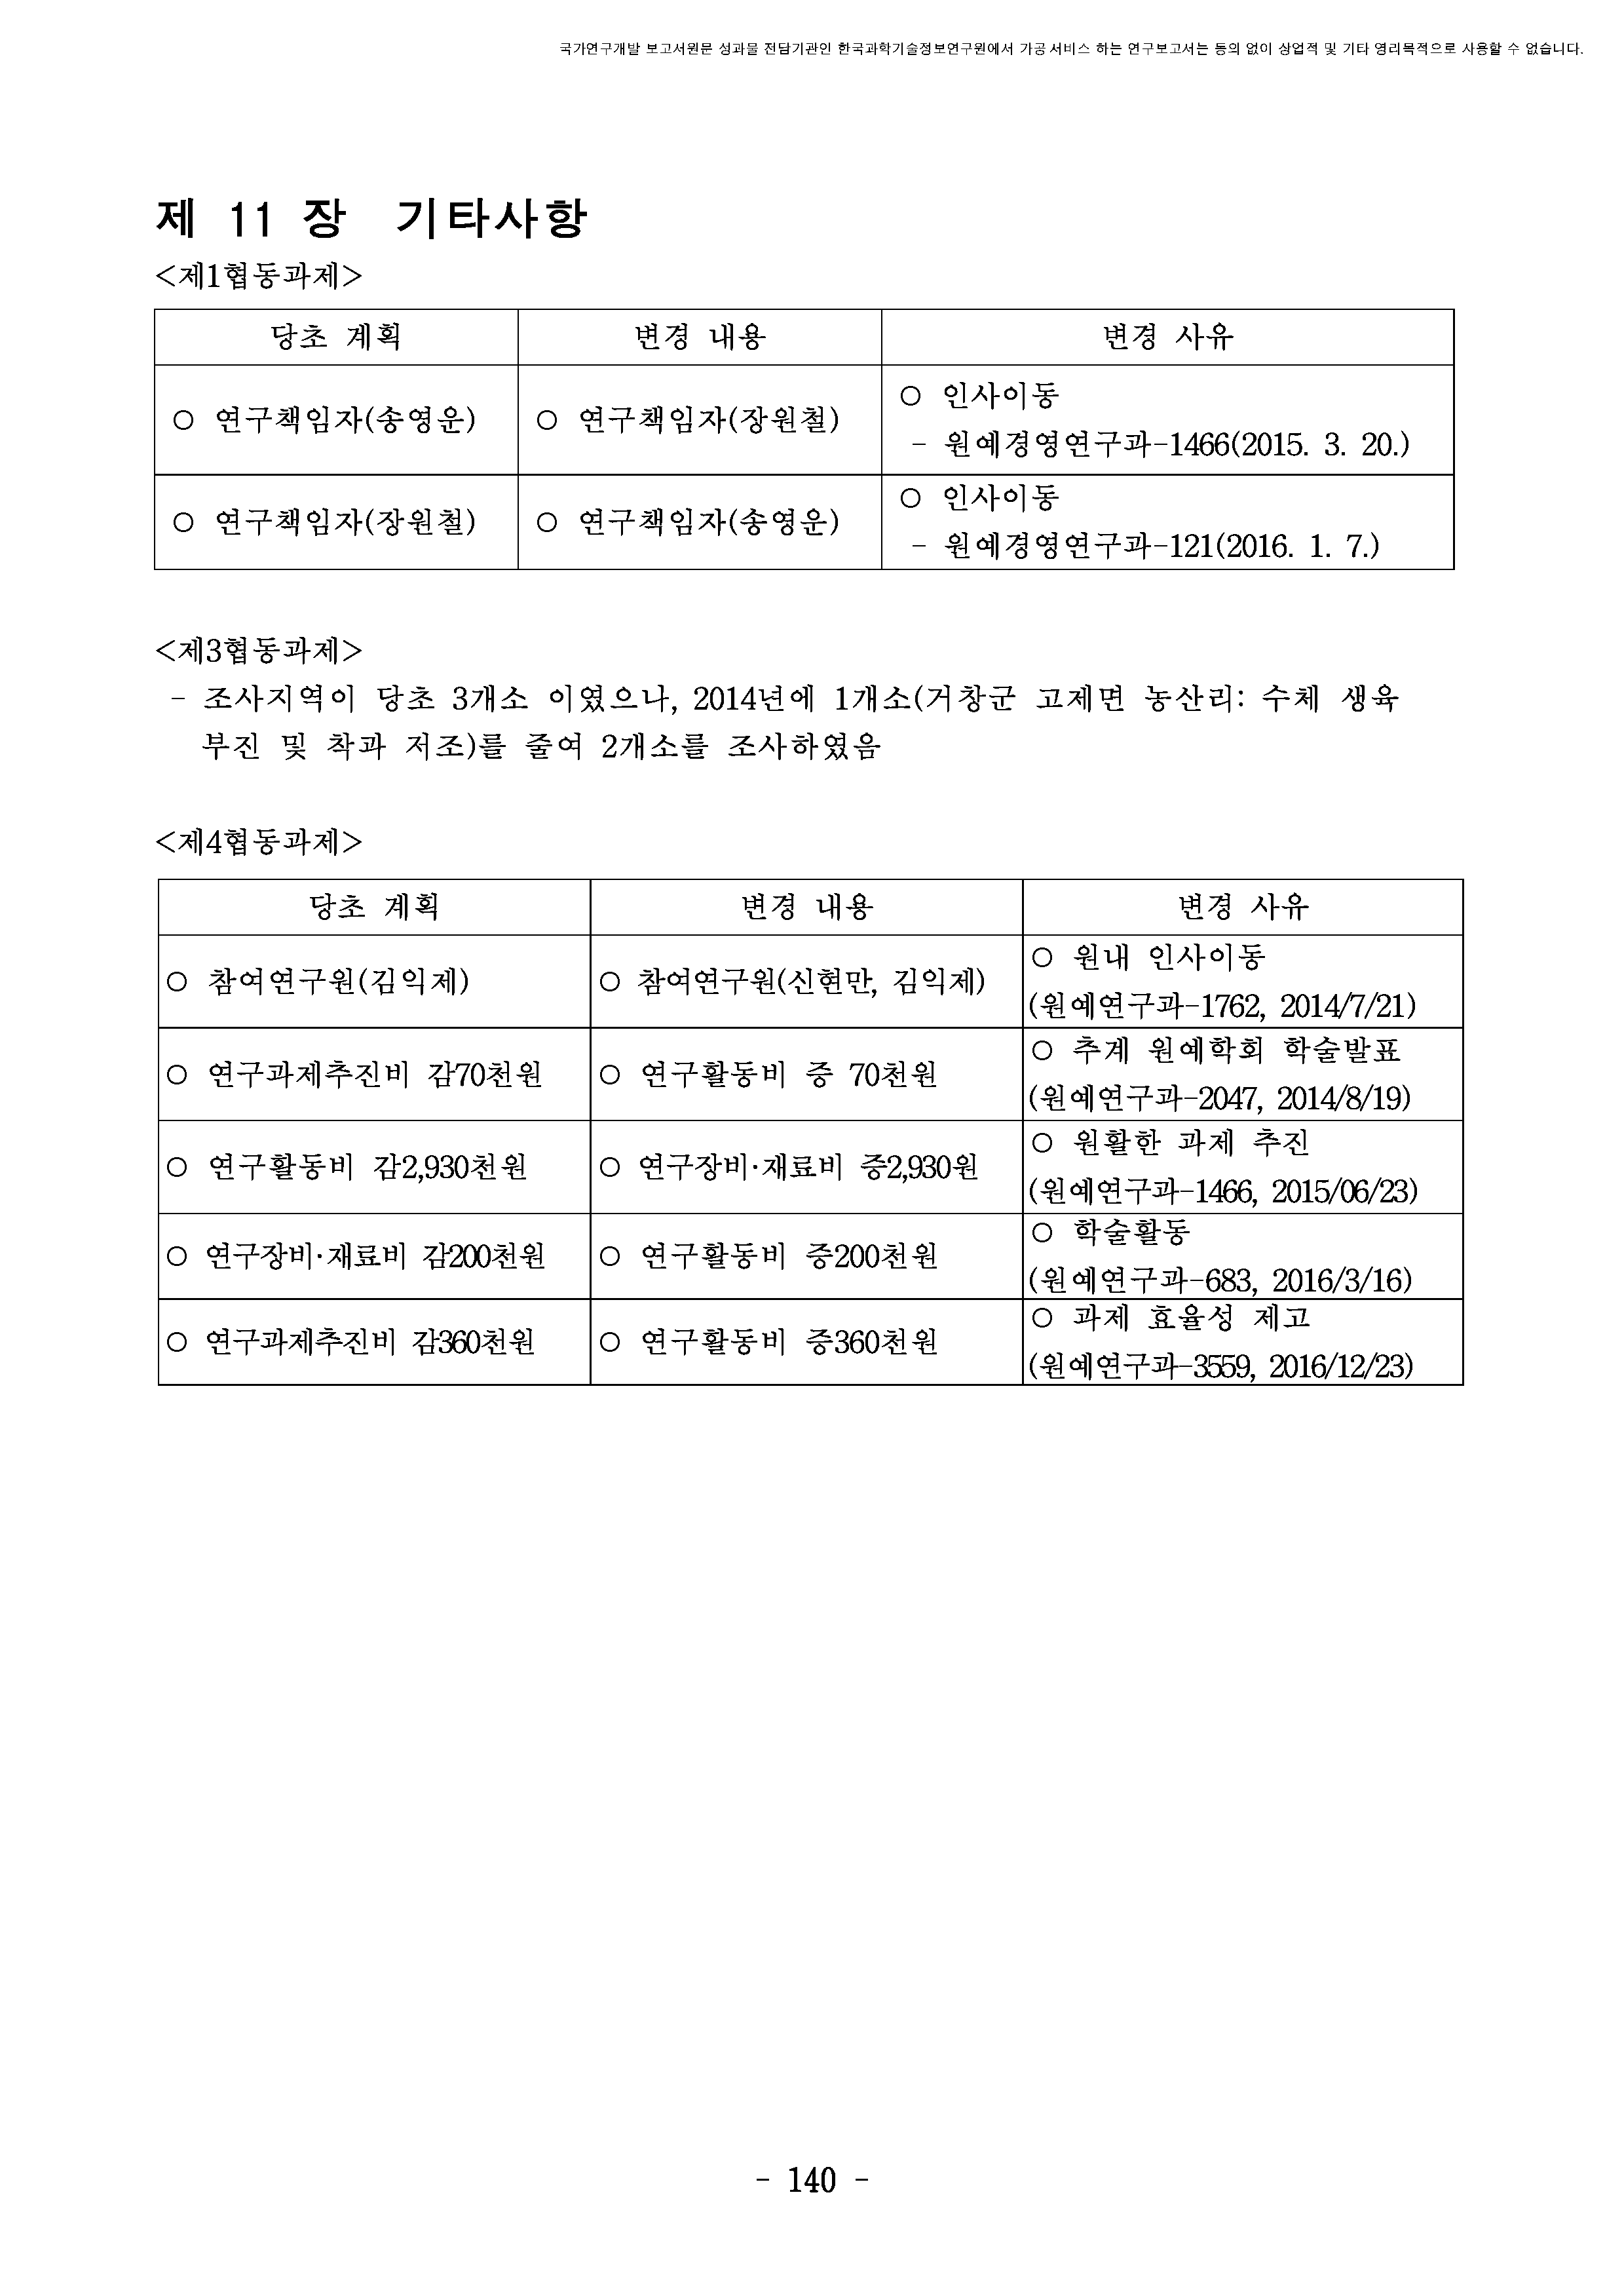 국가연구개발 보고서원문 성과물 전담기관인 한국과학기술정보연구원에서 가공·서비스 하는 연구보고서는 동의 없이 상업적 및 기타 영리목적으로 사용할 수 없습니다.
제 11 장 기타사항
<제1협동과제>
당초 계획 변경 내용 변경 사유
○ 연구책임자(송영운) ○ 연구책임자(장원철) ○ 인사이동
- 원예경영연구과-1466(2015. 3. 20.)
○ 연구책임자(장원철) ○ 연구책임자(송영운) ○ 인사이동
- 원예경영연구과-121(2016. 1. 7.)
<제3협동과제>
- 조사지역이 당초 3개소 이였으나, 2014년에 1개소(거창군 고제면 농산리: 수체 생육
부진 및 착과 저조)를 줄여 2개소를 조사하였음
<제4협동과제>
당초 계획 변경 내용 변경 사유
○ 참여연구원(김익제) ○ 참여연구원(신현만, 김익제) ○ 원내 인사이동
(원예연구과-1762, 2014/7/21)
○ 연구과제추진비 감70천원 ○ 연구활동비 증 70천원 ○ 추계 원예학회 학술발표
(원예연구과-2047, 2014/8/19)
○ 연구활동비 감2,930천원 ○ 연구장비·재료비 증2,930원 ○ 원활한 과제 추진
(원예연구과-1466, 2015/06/23)
○ 연구장비·재료비 감200천원 ○ 연구활동비 증200천원 ○ 학술활동
(원예연구과-683, 2016/3/16)
○ 연구과제추진비 감360천원 ○ 연구활동비 증360천원 ○ 과제 효율성 제고
(원예연구과-3559, 2016/12/23)
- 140 -